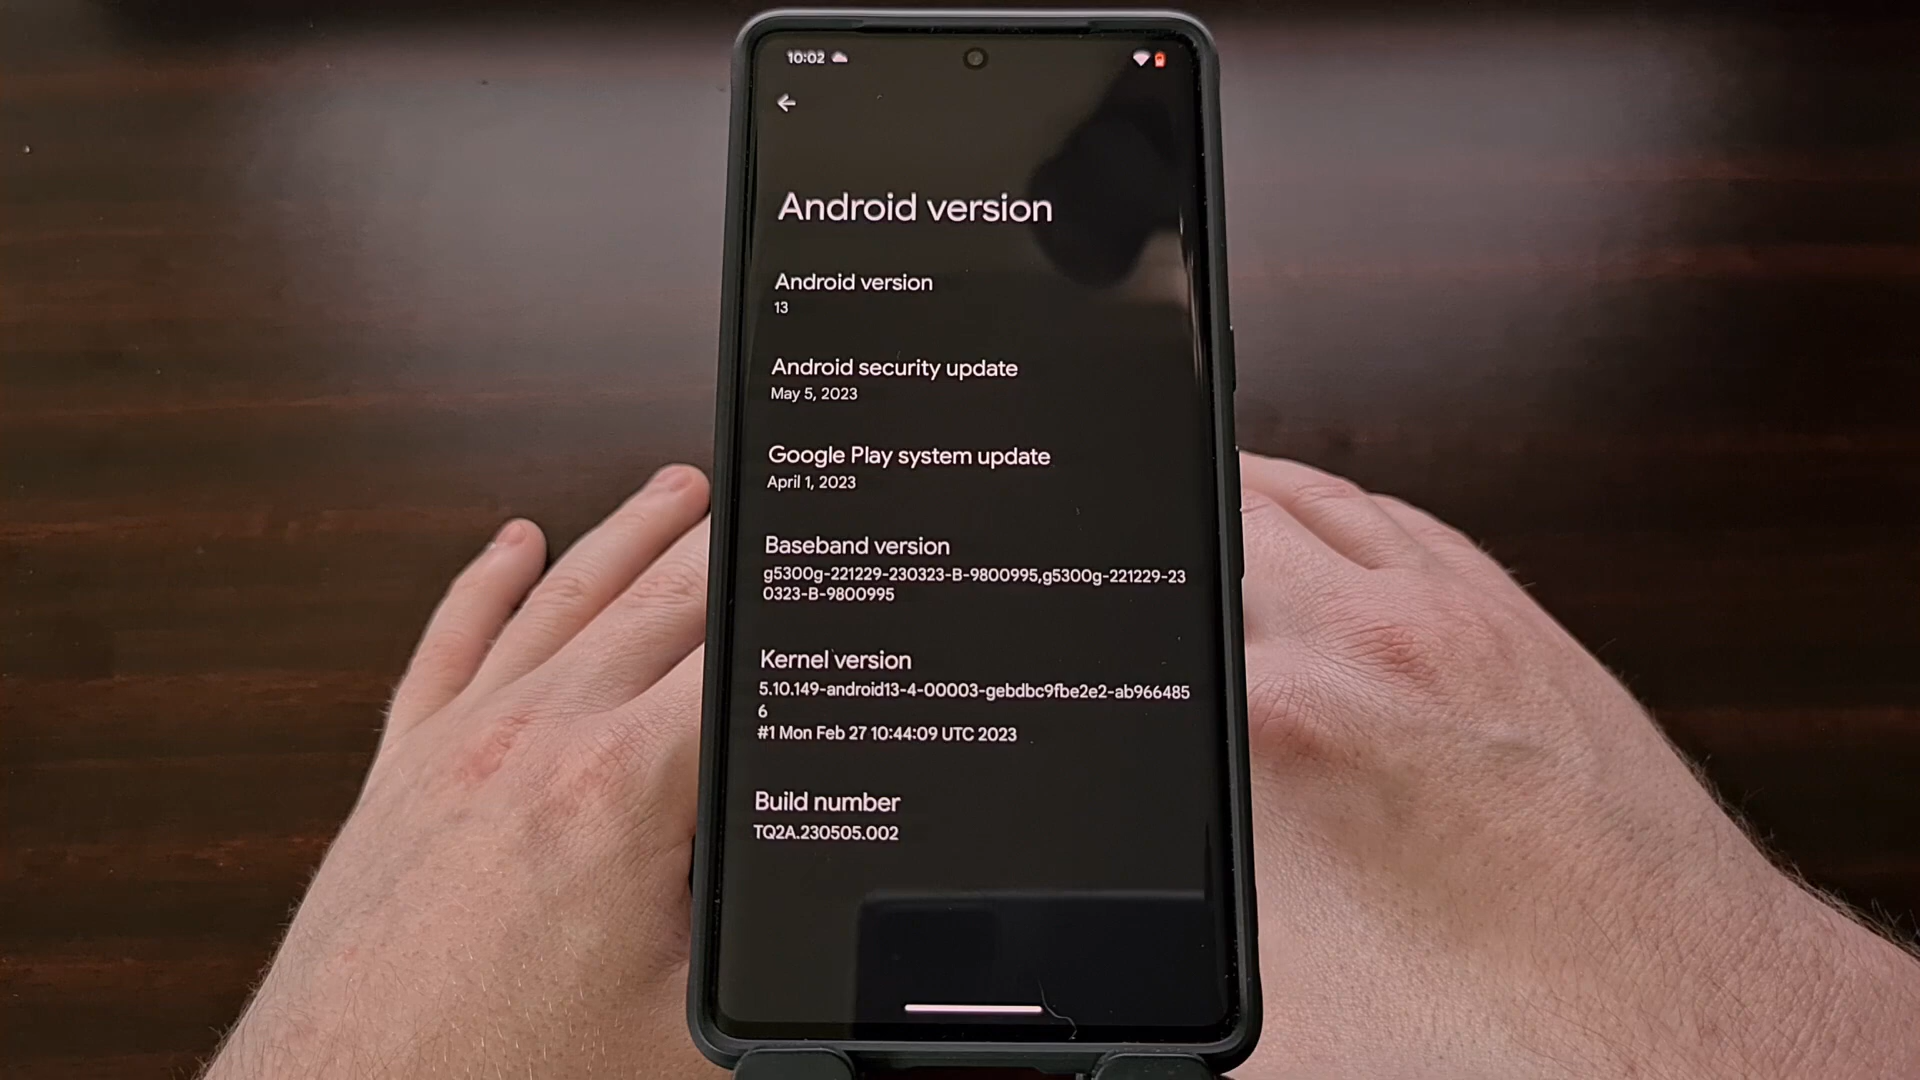 10:02
Android version
Android version
13
Android security update
May 5, 2023
Google Play system update
April 1, 2023
Baseband version
g5300g-221229-230323-B-9800995,g5300g-221229-23
0323-B-9800995
Kernel version
5.10.149-android13-4-00003-gebdbc9fbe2e2-ab966485
6
#1 Mon Feb 27 10:44:09 UTC 2023
Build number
TQ2A.230505.002